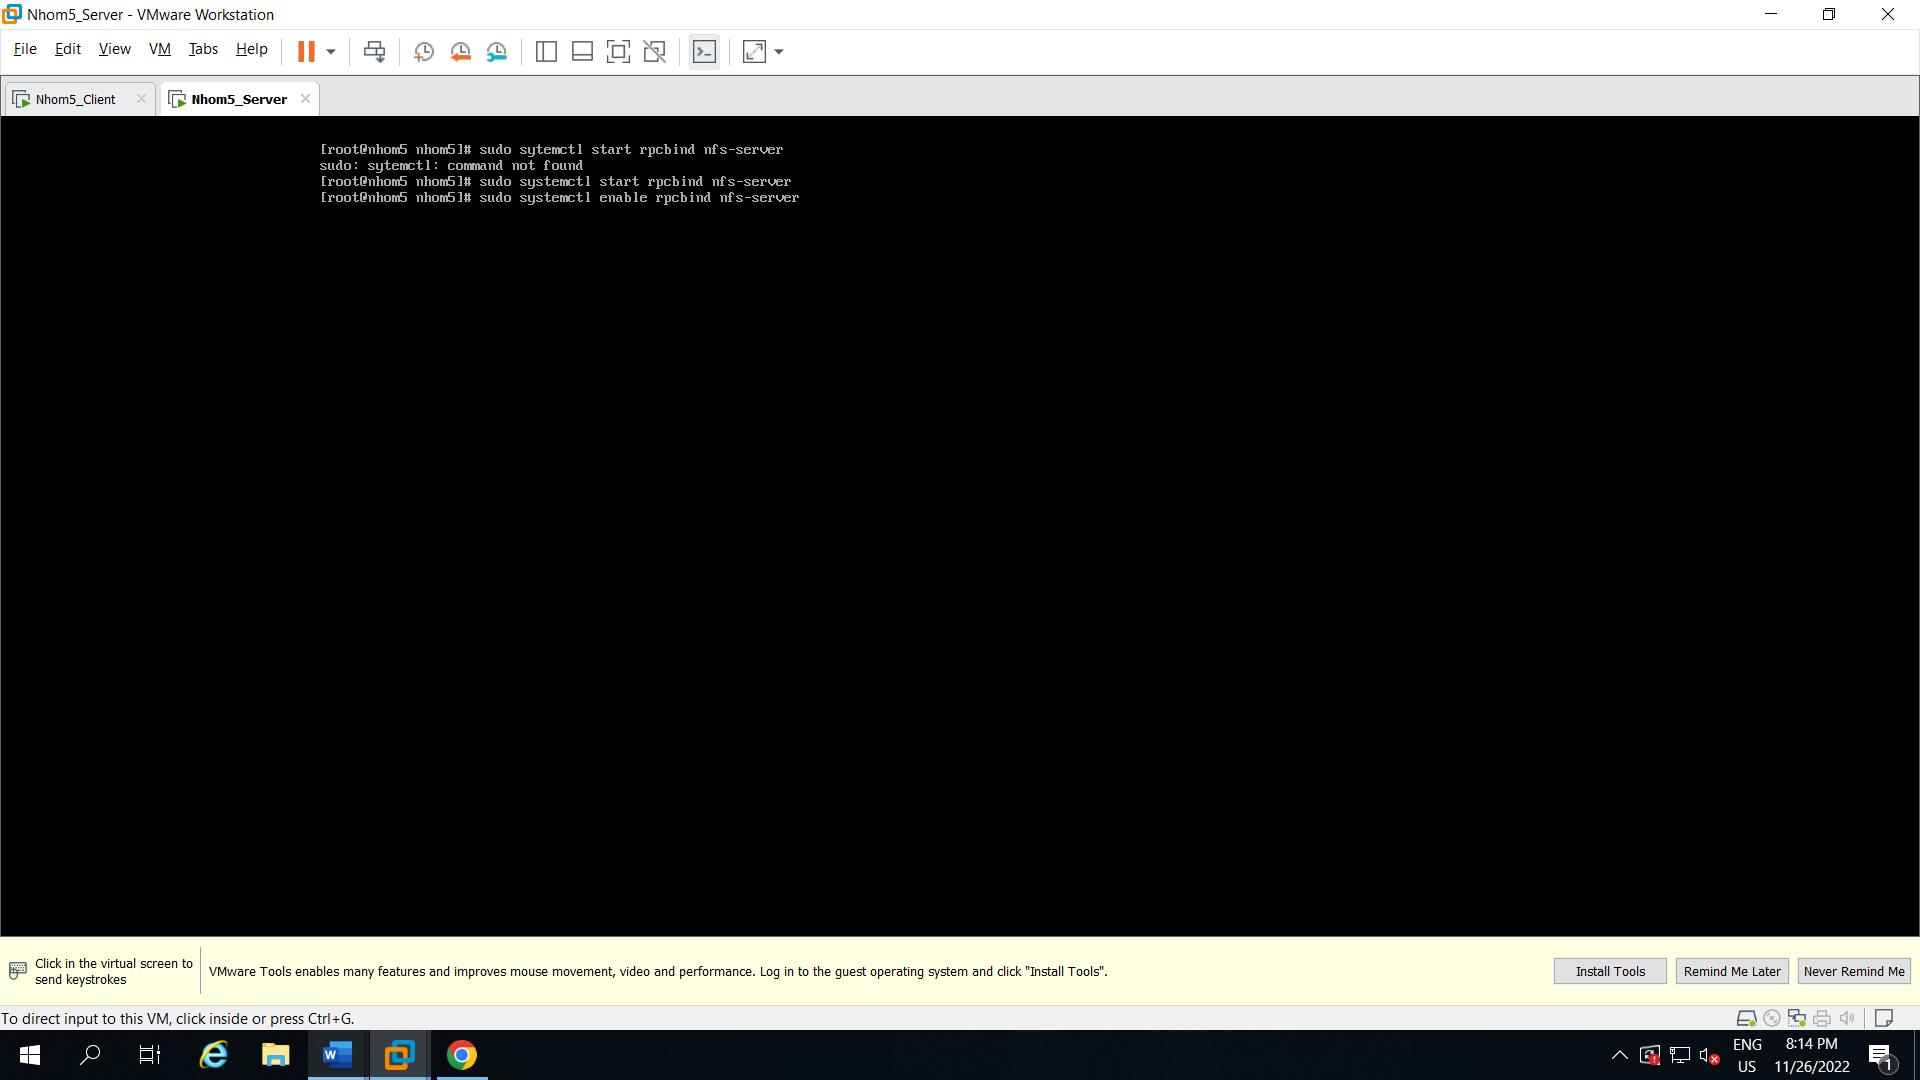 Nhom5_Server - VMware Workstation
File Edit View VM Tabs Help
Nhom5_Client Nhom5_Server
[root@nhom5 nhom5]# sudo sytemctl start rpcbind nfs-server
sudo: sytemctl: command not found
[root@nhom5 nhom5]# sudo systemctl start rpcbind nfs-server
[root@nhom5 nhom5]# sudo systemctl enable rpcbind nfs-server
Click in the virtual screen to
send keystrokes
VMware Tools enables many features and improves mouse movement, video and performance. Log in to the guest operating system and click "Install Tools".
Install Tools Remind Me Later Never Remind Me
To direct input to this VM, click inside or press Ctrl+G.
ENG 8:14 PM
US 11/26/2022
1